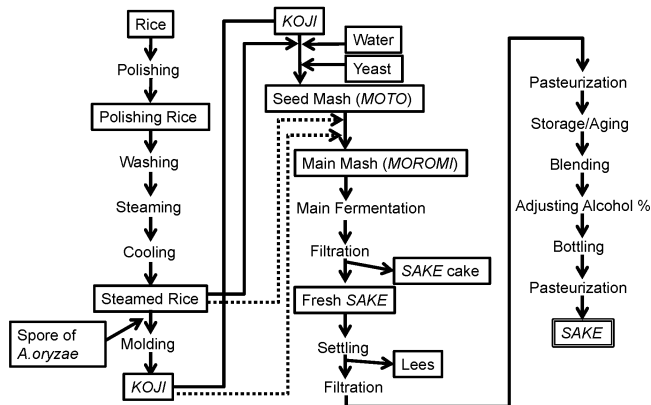 Rice
Polishing
Polishing Rice
Washing
Steaming
Cooling
Steamed Rice
Spore of
A.oryzae
Molding
KOJI
KOJI
Water
Yeast
Seed Mash (MOTO)
Main Mash (MOROMI)
Main Fermentation
Filtration
SAKE cake
Fresh SAKE
Settling
Lees
Filtration
Pasteurization
Storage/Aging
Blending
Adjusting Alcohol %
Bottling
Pasteurization
SAKE